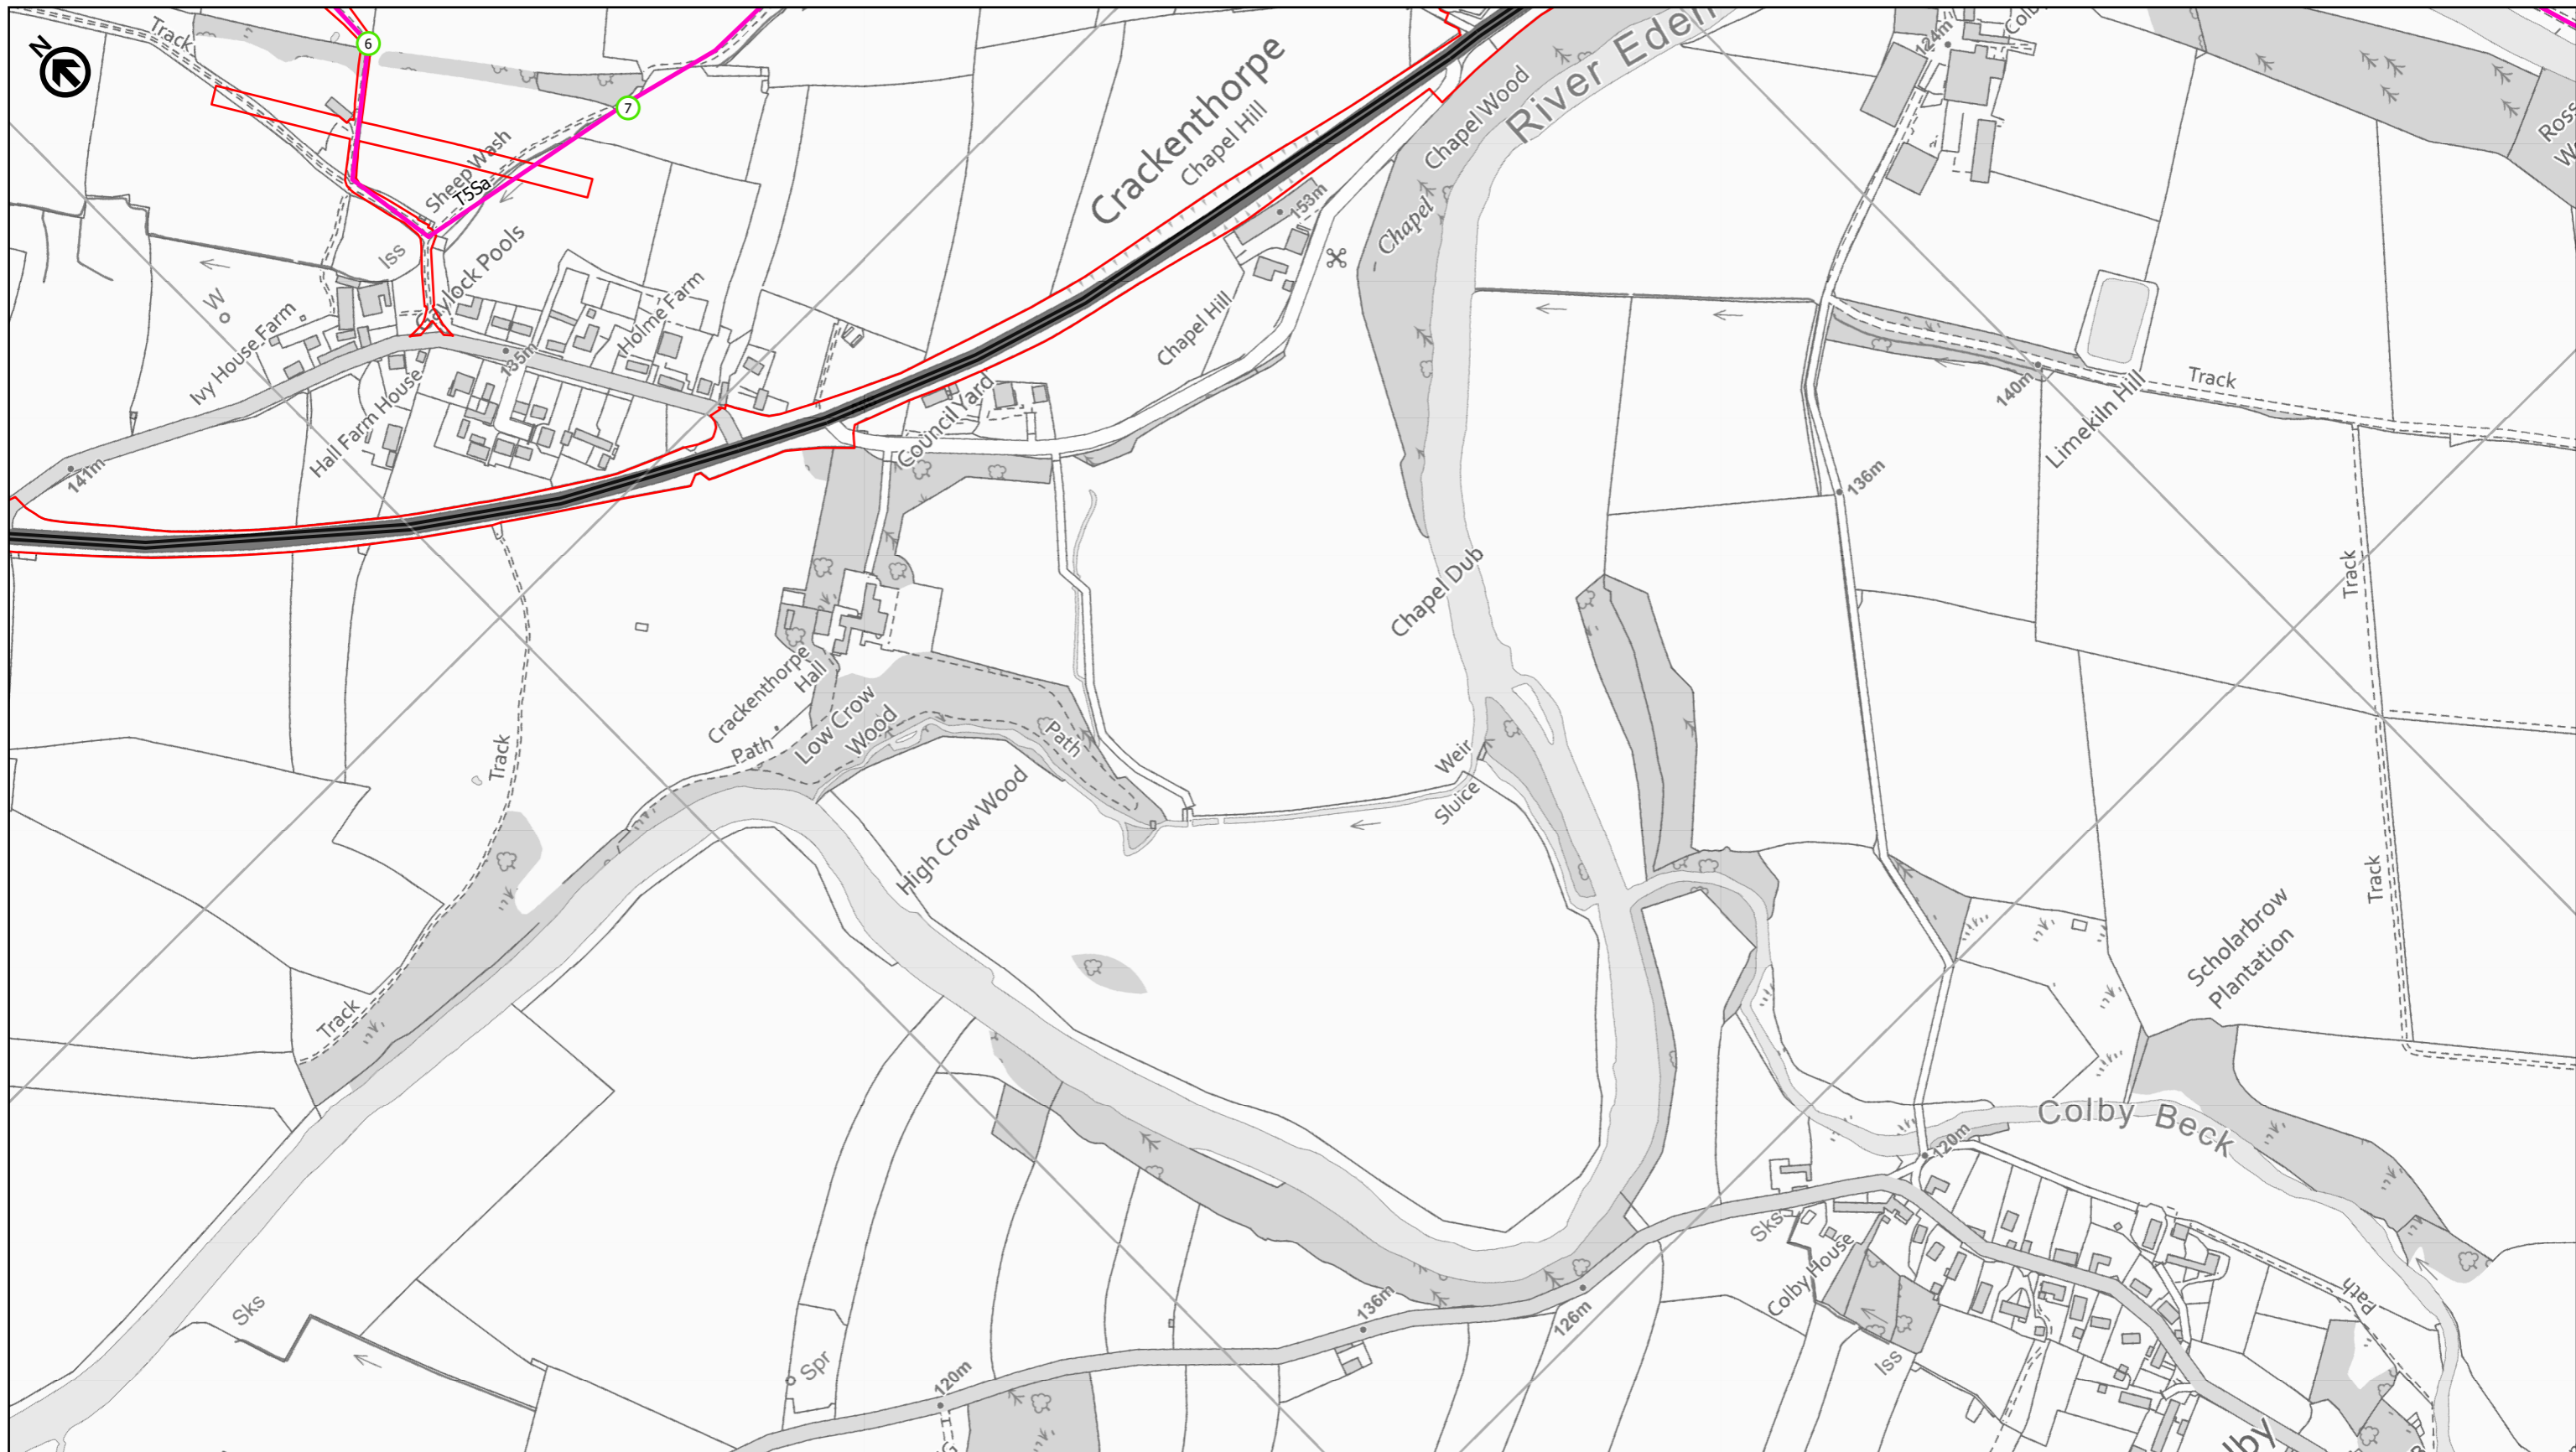 N
Track
6
7
Sheep Wash
T5Sa
Iss
W
Ivy House Farm
135m
Holme Farm
Hall Farm House
141m
Crackenthorpe
Chapel Hill
153m
Chapel Wood
River Eden
Chapel
Chapel Hill
Council Yard
124m
140m
Limekiln Hill
Track
136m
Track
Track
Chapel Dub
Crackenthorpe
Hall
Low Crow
Wood
Path
Path
Track
High Crow Wood
Weir
Sluice
Track
Scholarbrow
Plantation
Colby Beck
120m
Sks
Colby House
Iss
Path
Sks
Spr
120m
136m
126m